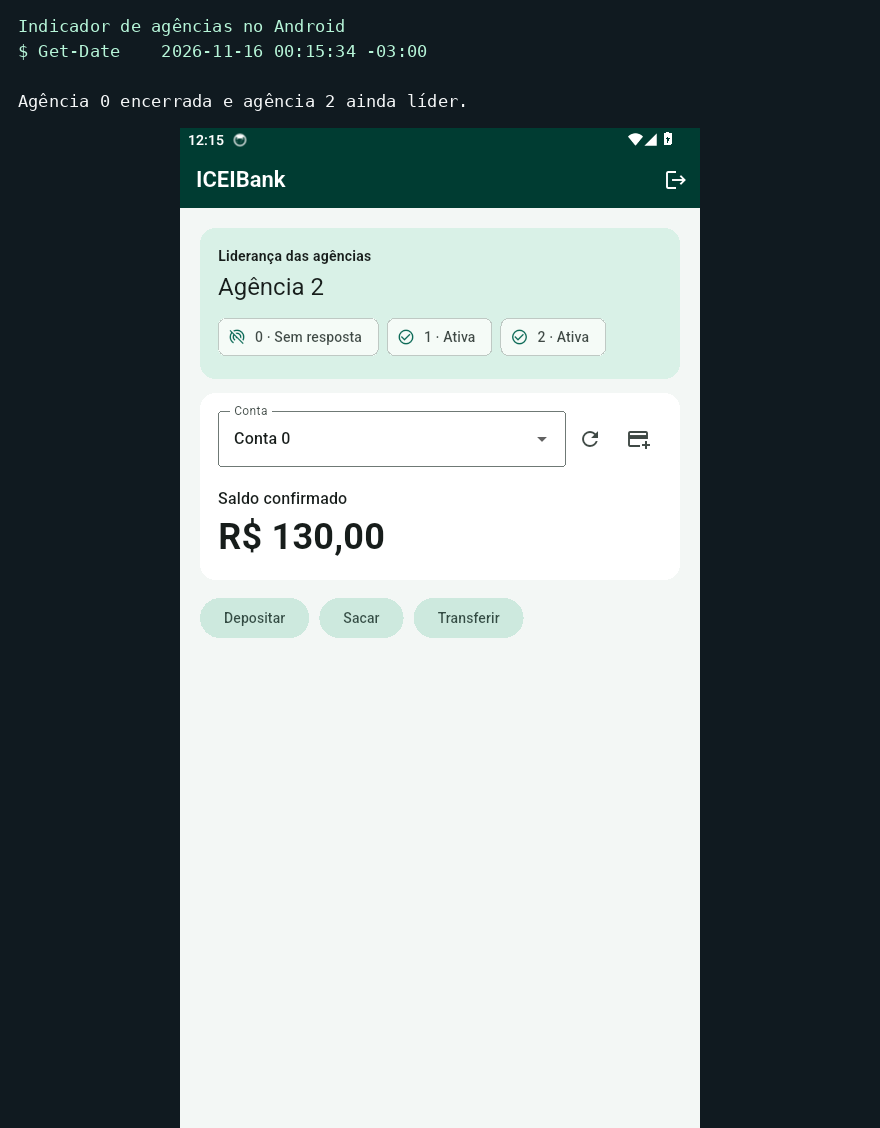 Indicador de agências no Android
$ Get-Date    2026-11-16 00:15:34 -03:00
Agência 0 encerrada e agência 2 ainda líder.
12:15
ICEIBank
Liderança das agências
Agência 2
0 · Sem resposta
1 · Ativa
2 · Ativa
Conta
Conta 0
Saldo confirmado
R$ 130,00
Depositar
Sacar
Transferir